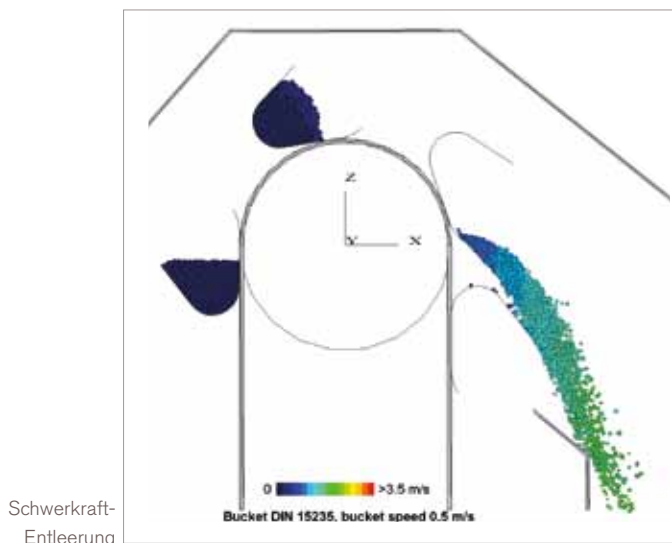 Z
Y X
0 >3.5 m/s
Bucket DIN 15235, bucket speed 0.5 m/s
Schwerkraft-
Entleerung